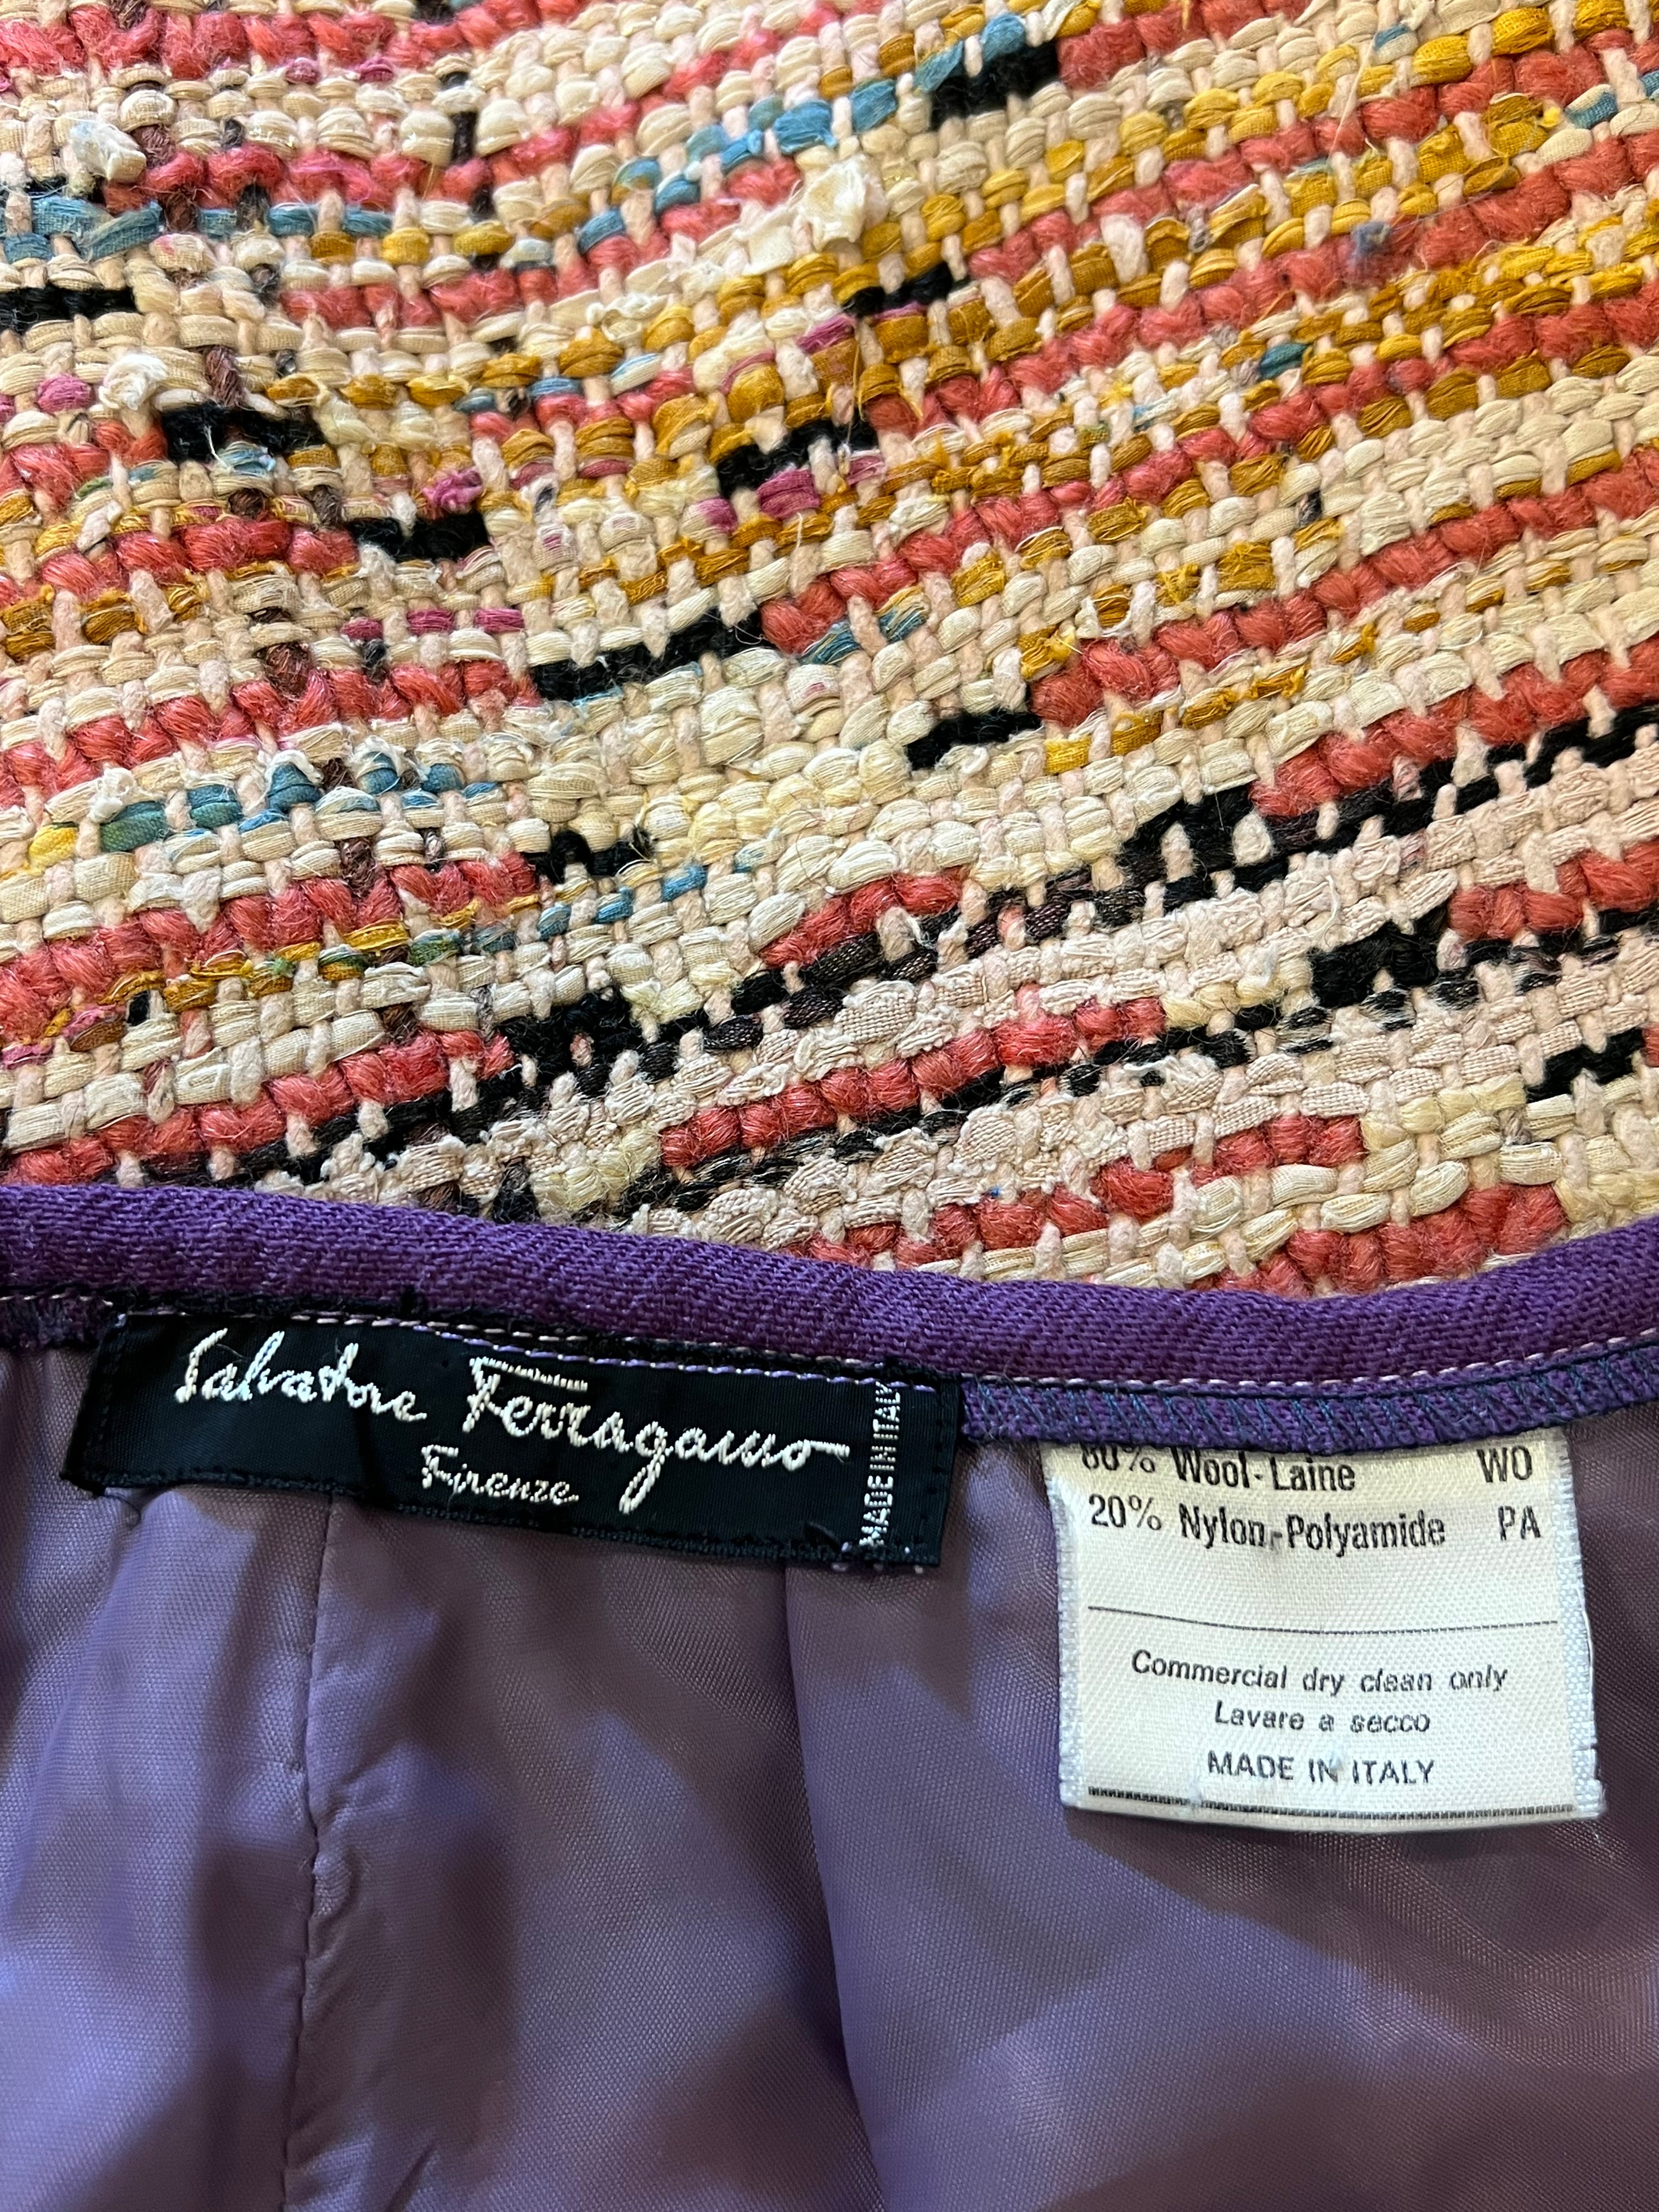 Salvatore Ferragamo
Firenze
MADE IN ITALY
80% Wool-Laine WO
20% Nylon-Polyamide PA
Commercial dry clean only
Lavare a secco
MADE IN ITALY